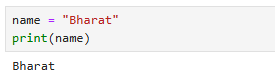 name = "Bharat"
print(name)
Bharat